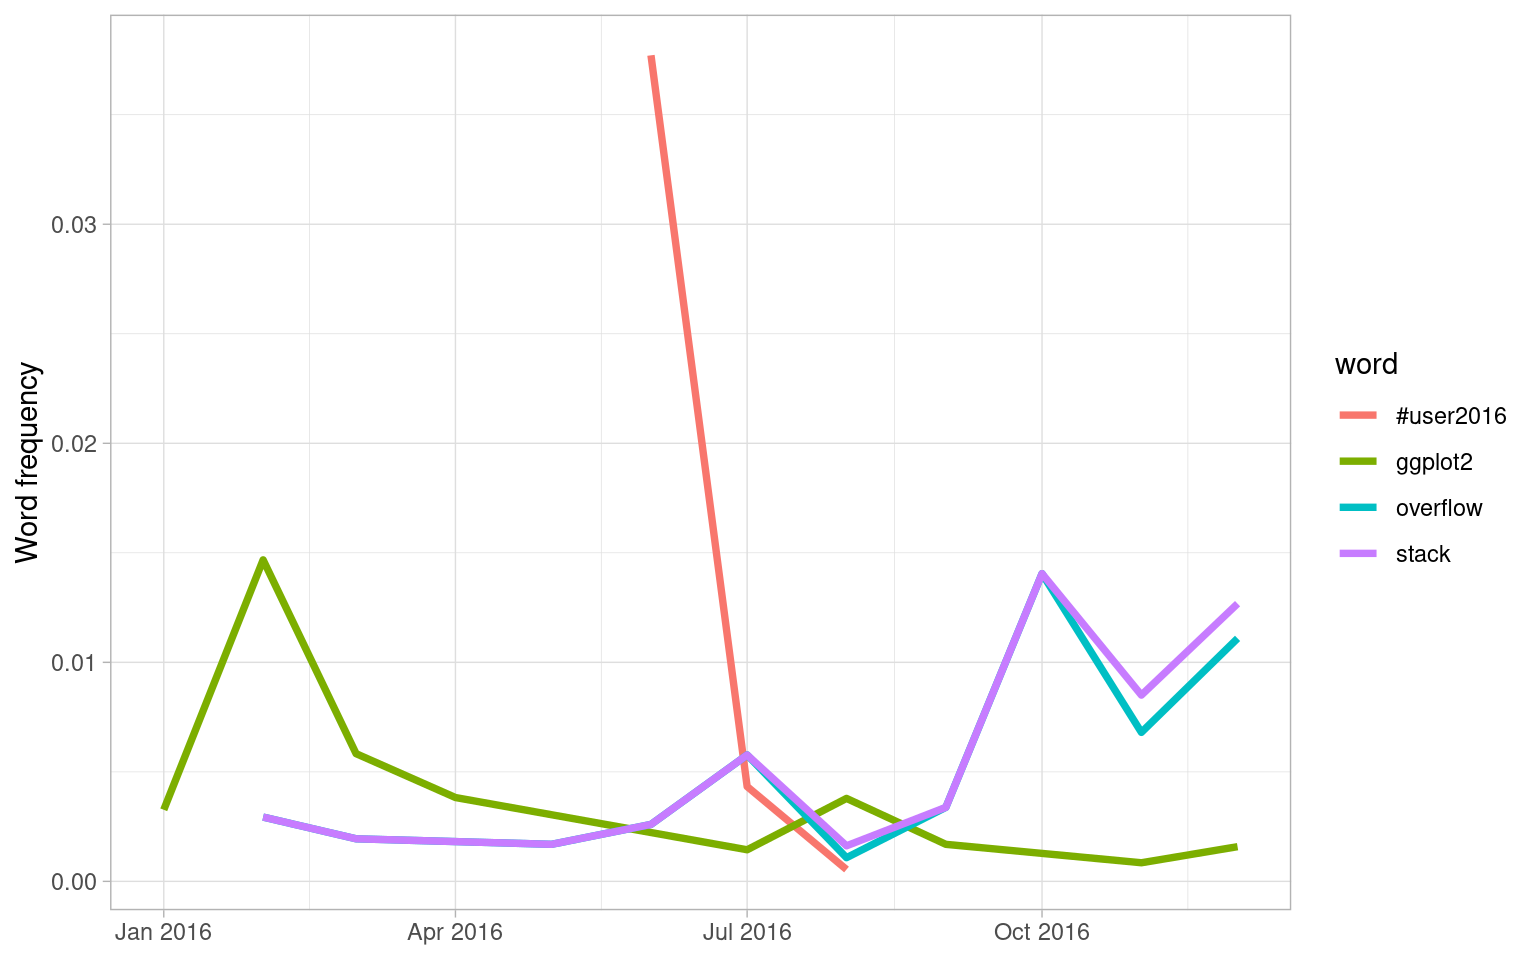 Word frequency
0.03
0.02
0.01
0.00
Jan 2016
Apr 2016
Jul 2016
Oct 2016
word
#user2016
ggplot2
overflow
stack